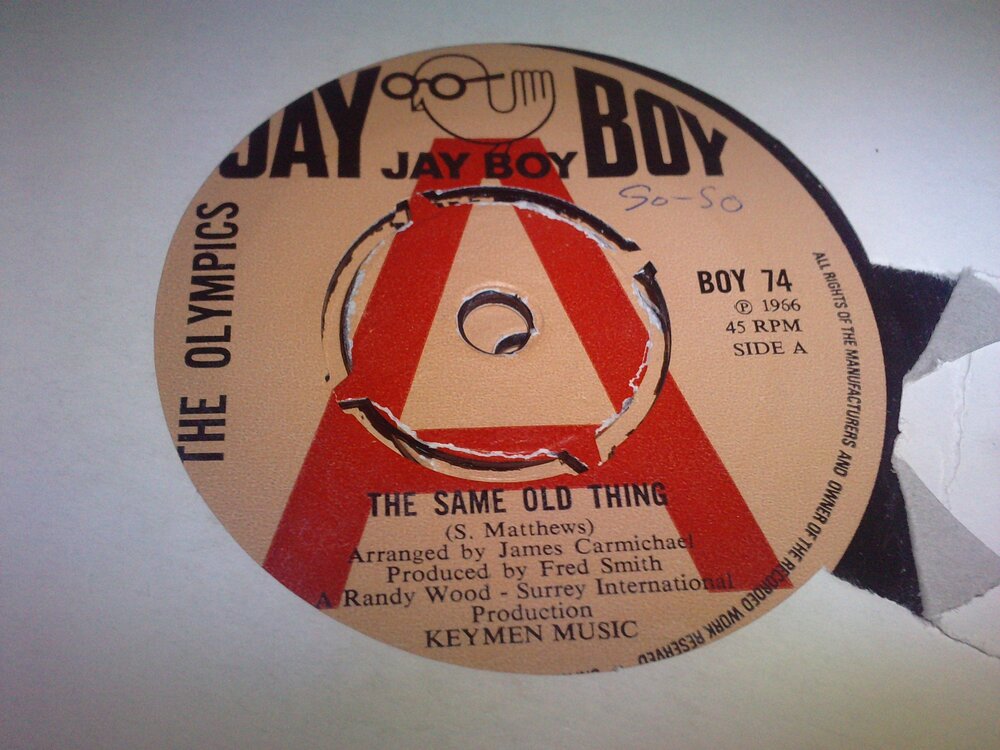 JAY BOY
JAY BOY
So-So
THE OLYMPICS
BOY 74
Ⓟ 1966
45 RPM
SIDE A
A
THE SAME OLD THING
(S. Matthews)
Arranged by James Carmichael
Produced by Fred Smith
A Randy Wood - Surrey International
Production
KEYMEN MUSIC
ALL RIGHTS OF THE MANUFACTURERS AND OWNER OF THE RECORDED WORK RESERVED